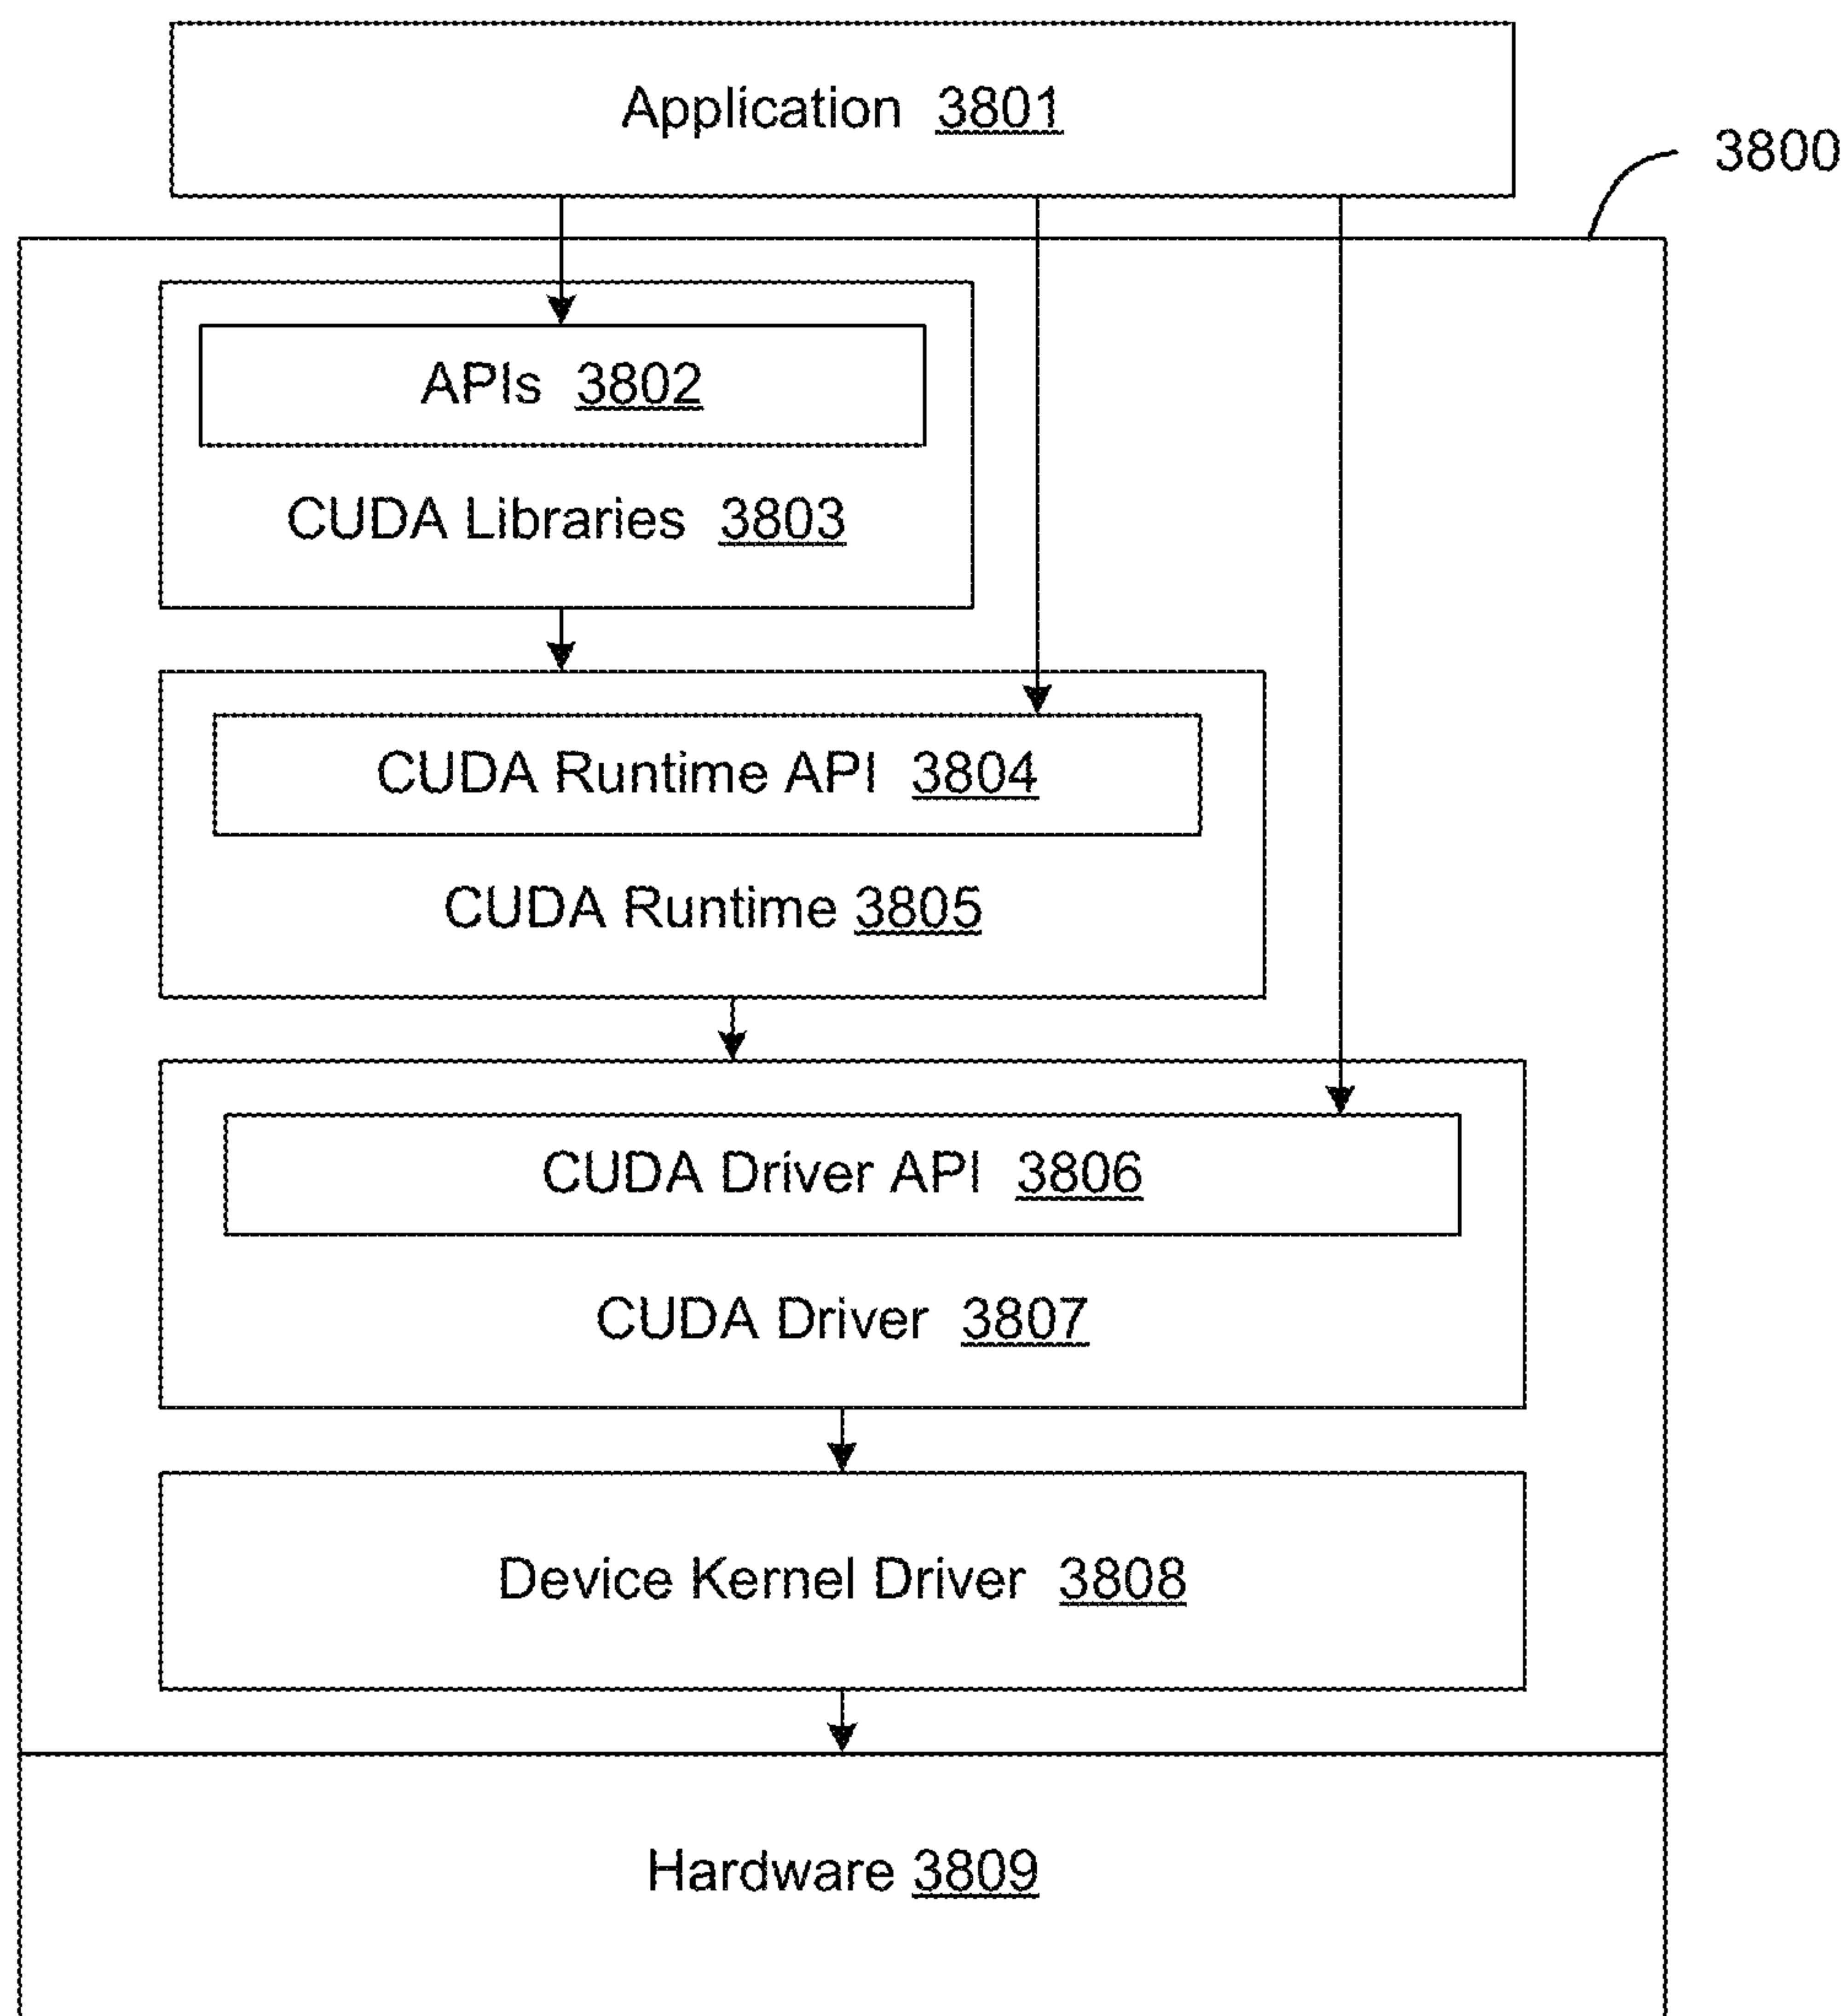 Application 3801
3800
APIs 3802
CUDA Libraries 3803
CUDA Runtime API 3804
CUDA Runtime 3805
CUDA Driver API 3806
CUDA Driver 3807
Device Kernel Driver 3808
Hardware 3809